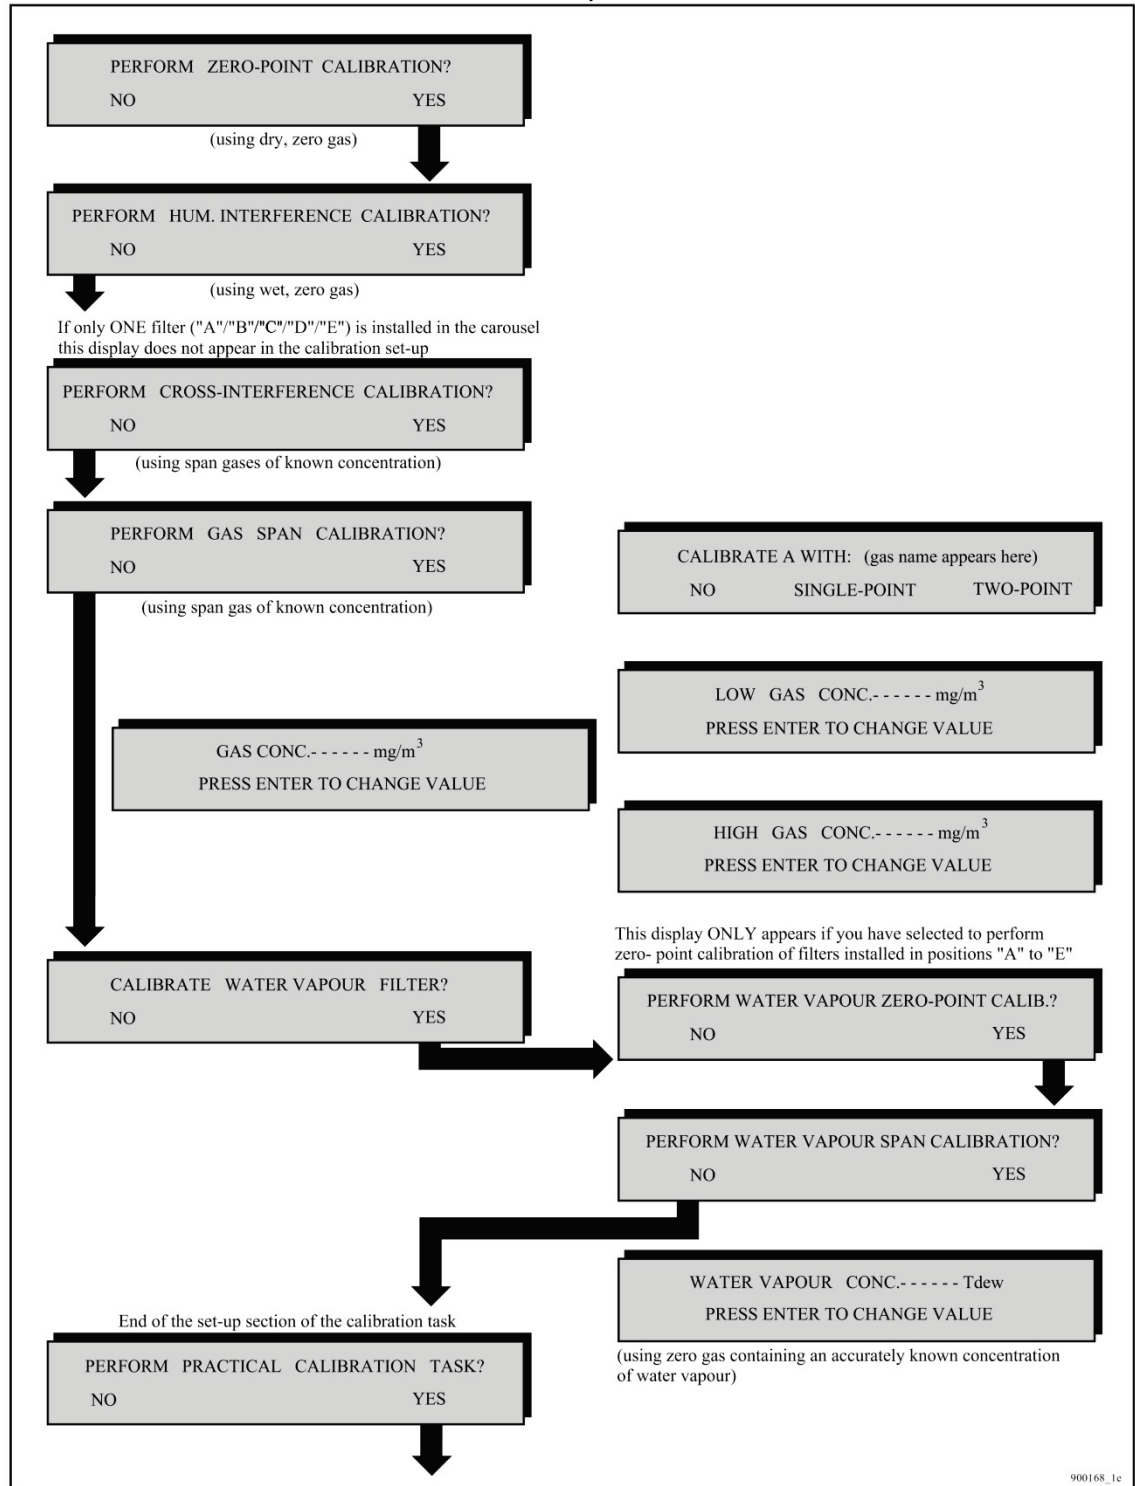 PERFORM ZERO-POINT CALIBRATION?
NO YES
(using dry, zero gas)
PERFORM HUM. INTERFERENCE CALIBRATION?
NO YES
(using wet, zero gas)
If only ONE filter ("A"/"B"/"C"/"D"/"E") is installed in the carousel
this display does not appear in the calibration set-up
PERFORM CROSS-INTERFERENCE CALIBRATION?
NO YES
(using span gases of known concentration)
PERFORM GAS SPAN CALIBRATION?
NO YES
(using span gas of known concentration)
CALIBRATE A WITH: (gas name appears here)
NO SINGLE-POINT TWO-POINT
LOW GAS CONC.- - - - - - mg/m³
PRESS ENTER TO CHANGE VALUE
GAS CONC.- - - - - - mg/m³
PRESS ENTER TO CHANGE VALUE
HIGH GAS CONC.- - - - - - mg/m³
PRESS ENTER TO CHANGE VALUE
CALIBRATE WATER VAPOUR FILTER?
NO YES
This display ONLY appears if you have selected to perform
zero- point calibration of filters installed in positions "A" to "E"
PERFORM WATER VAPOUR ZERO-POINT CALIB.?
NO YES
PERFORM WATER VAPOUR SPAN CALIBRATION?
NO YES
WATER VAPOUR CONC.- - - - - - Tdew
PRESS ENTER TO CHANGE VALUE
(using zero gas containing an accurately known concentration
of water vapour)
End of the set-up section of the calibration task
PERFORM PRACTICAL CALIBRATION TASK?
NO YES
900168_1e